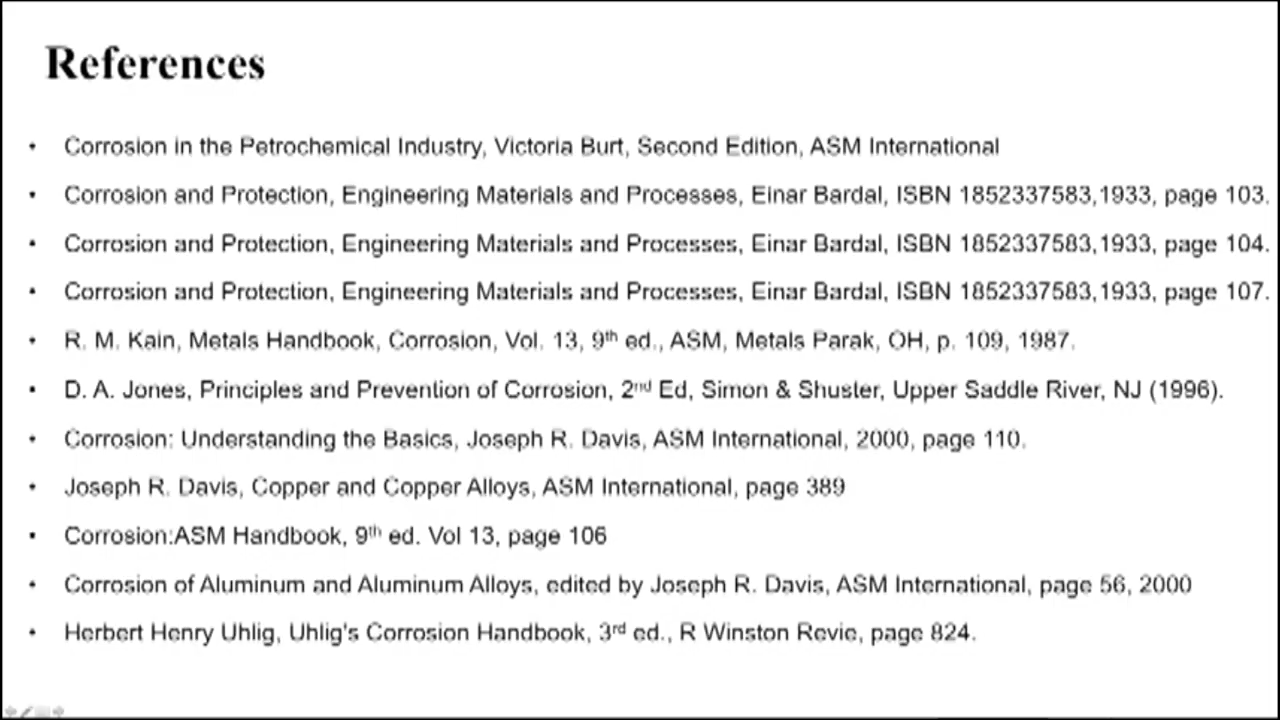 References
• Corrosion in the Petrochemical Industry, Victoria Burt, Second Edition, ASM International
• Corrosion and Protection, Engineering Materials and Processes, Einar Bardal, ISBN 1852337583,1933, page 103.
• Corrosion and Protection, Engineering Materials and Processes, Einar Bardal, ISBN 1852337583,1933, page 104.
• Corrosion and Protection, Engineering Materials and Processes, Einar Bardal, ISBN 1852337583,1933, page 107.
• R. M. Kain, Metals Handbook, Corrosion, Vol. 13, 9th ed., ASM, Metals Parak, OH, p. 109, 1987.
• D. A. Jones, Principles and Prevention of Corrosion, 2nd Ed, Simon & Shuster, Upper Saddle River, NJ (1996).
• Corrosion: Understanding the Basics, Joseph R. Davis, ASM International, 2000, page 110.
• Joseph R. Davis, Copper and Copper Alloys, ASM International, page 389
• Corrosion:ASM Handbook, 9th ed. Vol 13, page 106
• Corrosion of Aluminum and Aluminum Alloys, edited by Joseph R. Davis, ASM International, page 56, 2000
• Herbert Henry Uhlig, Uhlig's Corrosion Handbook, 3rd ed., R Winston Revie, page 824.